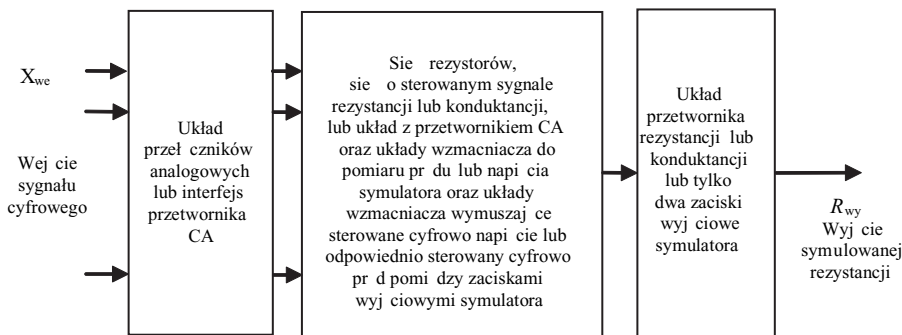 X_we
Wej cie
sygnału
cyfrowego
Układ
przeł czników
analogowych
lub interfejs
przetwornika
CA
Sie rezystorów,
sie o sterowanym sygnale
rezystancji lub konduktancji,
lub układ z przetwornikiem CA
oraz układy wzmacniacza do
pomiaru pr du lub napi cia
symulatora oraz układy
wzmacniacza wymuszaj ce
sterowane cyfrowo napi cie lub
odpowiednio sterowany cyfrowo
pr d pomi dzy zaciskami
wyj ciowymi symulatora
Układ
przetwornika
rezystancji lub
konduktancji
lub tylko
dwa zaciski
wyj ciowe
symulatora
R_wy
Wyj cie
symulowanej
rezystancji